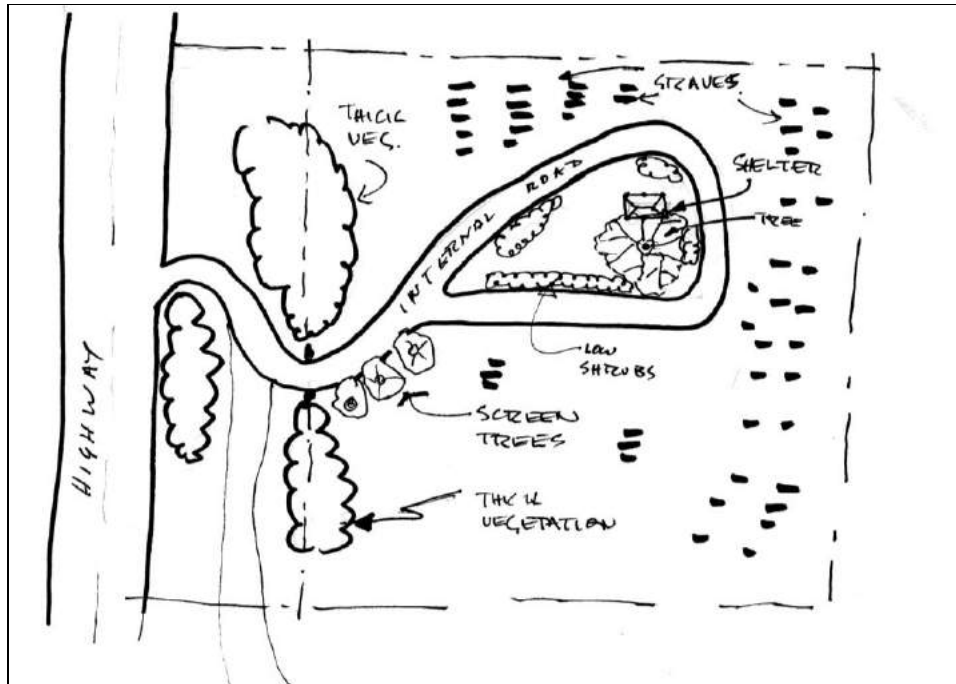 GRAVES
THICK
VEG.
SHELTER
TREE
INTERNAL ROAD
HIGHWAY
LOW
SHRUBS
SCREEN
TREES
THICK
VEGETATION